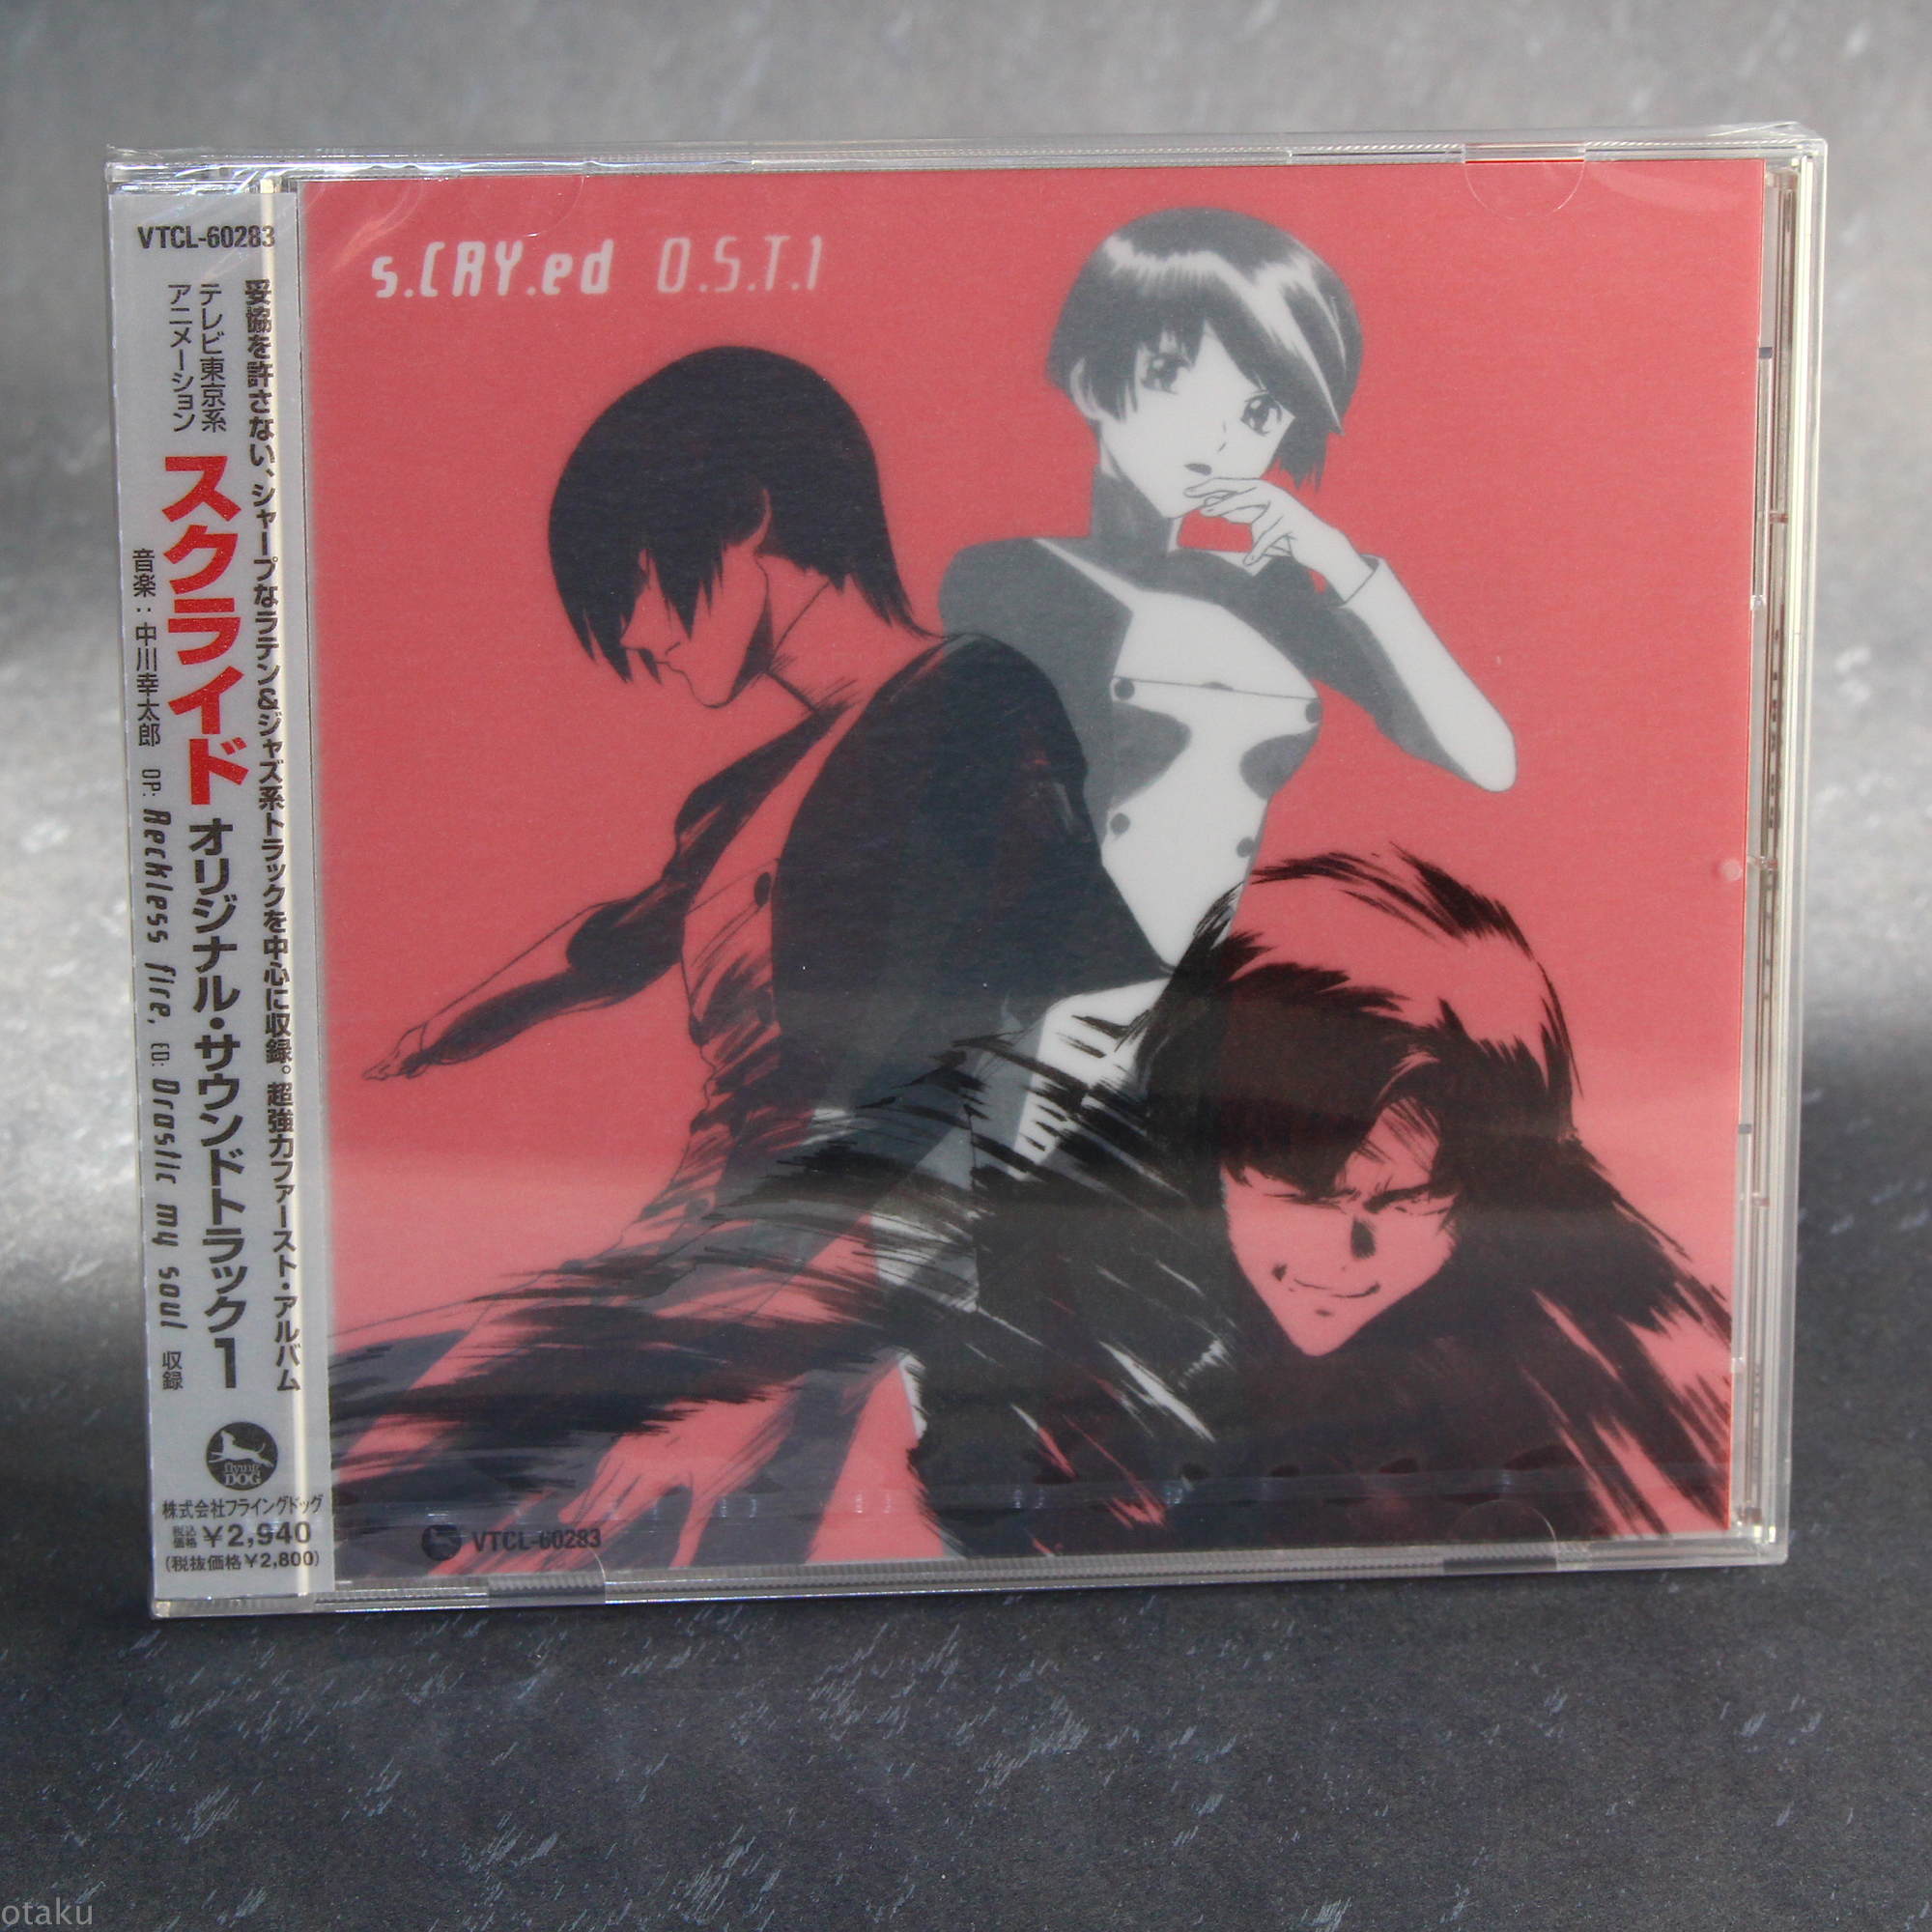 VTCL-60283
妥協を許さない、シャープなラテン&ジャズ系トラックを中心に収録。超強力ファースト・アルバム
テレビ東京系
アニメーション
スクライド オリジナル・サウンドトラック1
音楽：中川幸太郎 OP: Reckless fire, ED: Drastic my soul 収録
flying
DOG
株式会社フライングドッグ
税込
価格 ¥2,940
(税抜価格¥2,800)
s.CRY.ed O.S.T.1
VTCL-60283
otaku